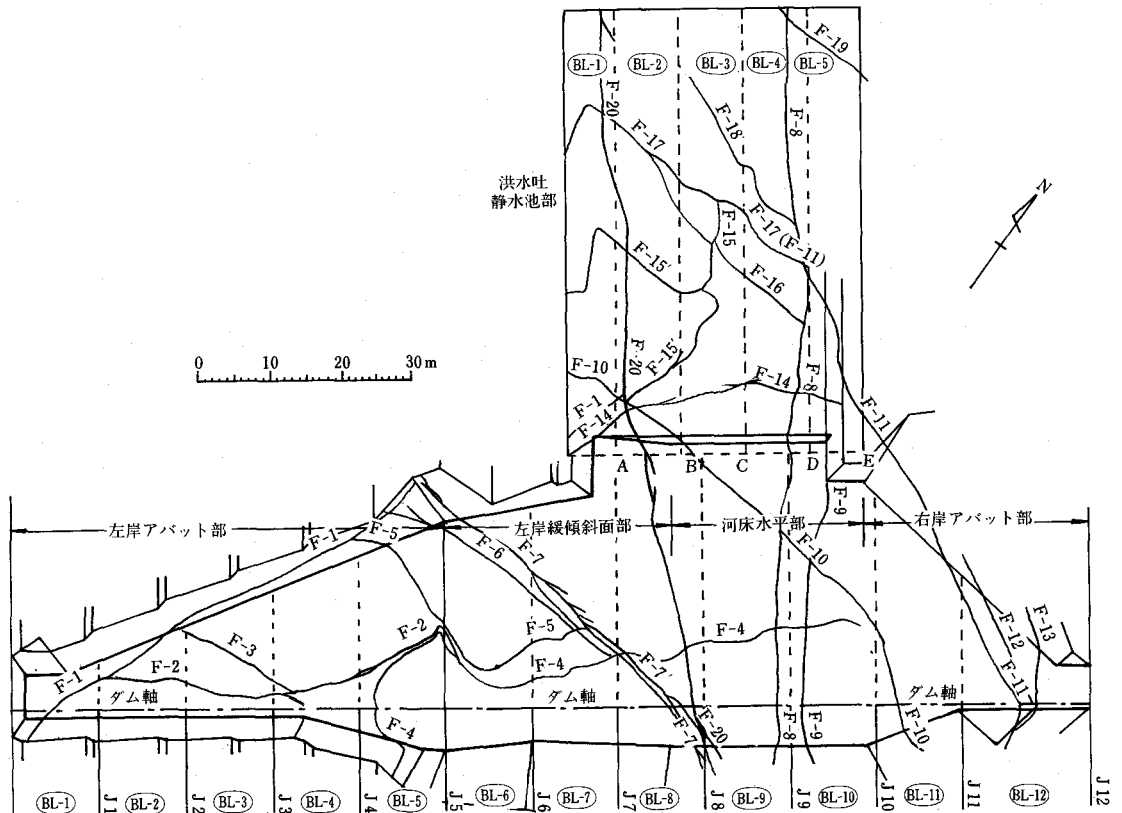 F-19
BL-1
BL-2
BL-3
BL-4
BL-5
F-20
F-18
F-8
F-17
洪水吐
静水池部
N
F-15
F-17(F-11)
F-15'
F-16
0 10 20 30m
F-10
F-20
F-15'
F-8
F-14
F-1
F-14
F-11
A
B
C
D
E
F-9
左岸アバット部
左岸緩傾斜面部
河床水平部
右岸アバット部
F-1
F-5
F-6
F-7
F-10
F-2
F-5
F-4
F-3
F-4
F-12
F-13
F-1
F-2
F-7
F-11
ダム軸
ダム軸
ダム軸
F-4
F-7
F-20
F-8
F-9
F-10
BL-1
J1
BL-2
J2
BL-3
J3
BL-4
J4
BL-5
J5
BL-6
J6
BL-7
J7
BL-8
J8
BL-9
J9
BL-10
J10
BL-11
J11
BL-12
J12